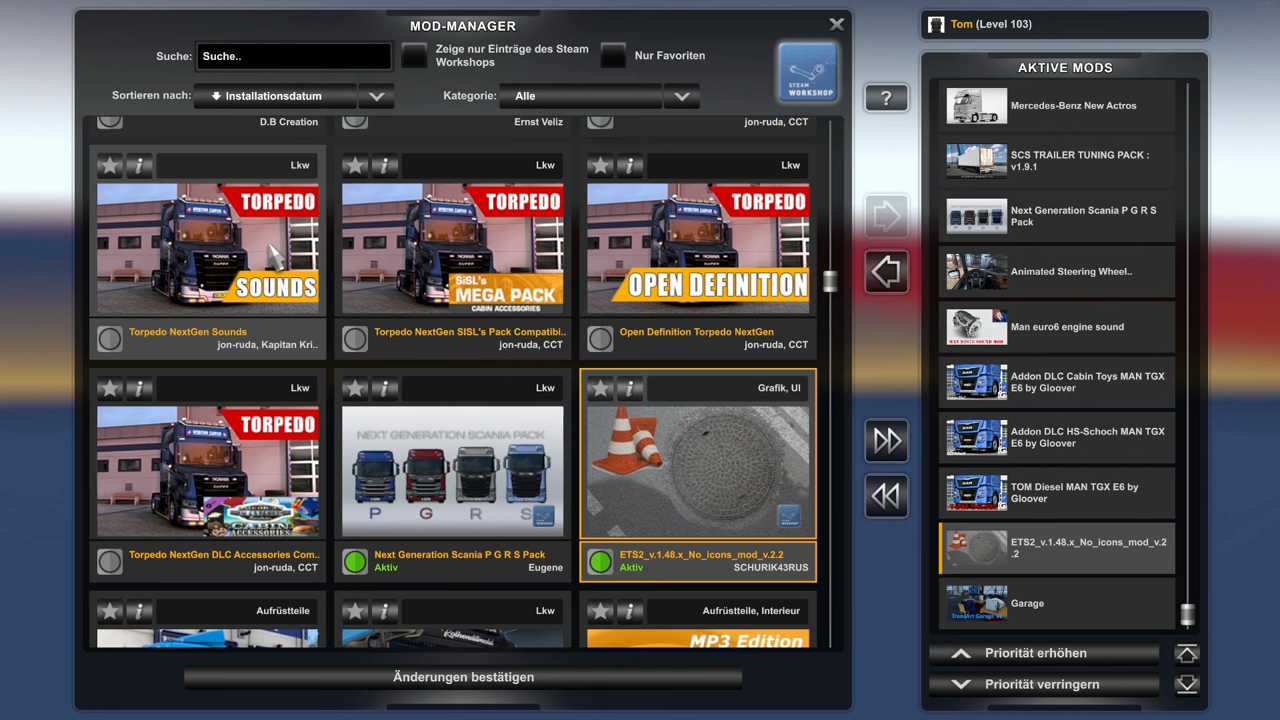 MOD-MANAGER
Suche:
Suche..
Zeige nur Einträge des Steam
Workshops
Nur Favoriten
STEAM
WORKSHOP
Sortieren nach:
Installationsdatum
Kategorie:
Alle
D.B Creation
Ernst Veliz
jon-ruda, CCT
Lkw
TORPEDO
SOUNDS
Torpedo NextGen Sounds
jon-ruda, Kapitan Kri..
Lkw
TORPEDO
SiSL's
MEGA PACK
CABIN ACCESSORIES
Torpedo NextGen SISL's Pack Compatibi..
jon-ruda, CCT
Lkw
TORPEDO
OPEN DEFINITION
Open Definition Torpedo NextGen
jon-ruda, CCT
Lkw
TORPEDO
CABIN
ACCESSORIES
Torpedo NextGen DLC Accessories Com..
jon-ruda, CCT
Lkw
NEXT GENERATION SCANIA PACK
P G R S
Next Generation Scania P G R S Pack
Aktiv
Eugene
Grafik, UI
ETS2_v.1.48.x_No_icons_mod_v.2.2
Aktiv
SCHURIK43RUS
Aufrüstteile
Lkw
Aufrüstteile, Interieur
MP3 Edition
Änderungen bestätigen
?
Tom (Level 103)
AKTIVE MODS
Mercedes-Benz New Actros
SCS TRAILER TUNING PACK :
v1.9.1
Next Generation Scania P G R S
Pack
Animated Steering Wheel..
Man euro6 engine sound
Addon DLC Cabin Toys MAN TGX
E6 by Gloover
Addon DLC HS-Schoch MAN TGX
E6 by Gloover
TOM Diesel MAN TGX E6 by
Gloover
ETS2_v.1.48.x_No_icons_mod_v.2
.2
Garage
Priorität erhöhen
Priorität verringern